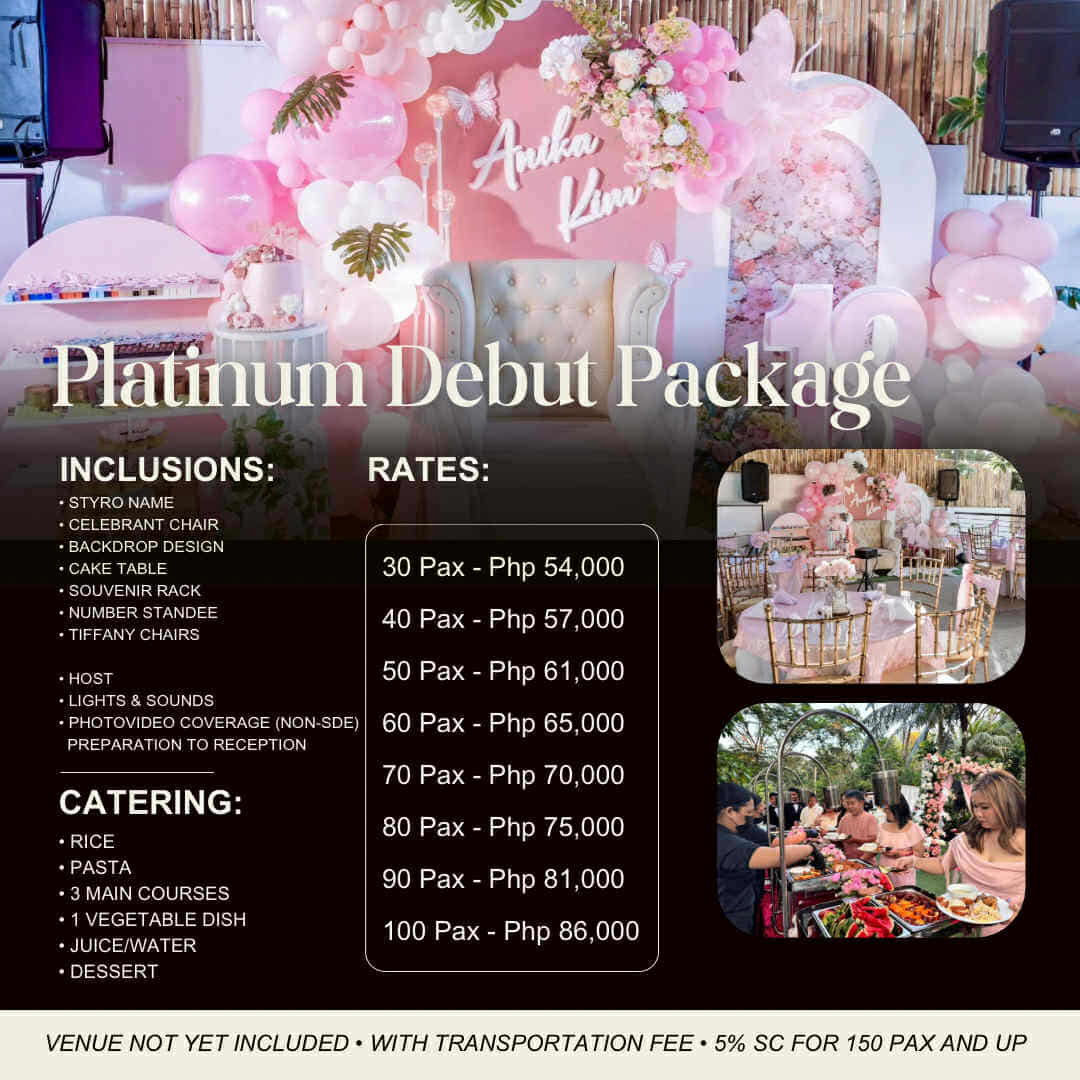 Anika
Kim
18
Platinum Debut Package
INCLUSIONS:
• STYRO NAME
• CELEBRANT CHAIR
• BACKDROP DESIGN
• CAKE TABLE
• SOUVENIR RACK
• NUMBER STANDEE
• TIFFANY CHAIRS
• HOST
• LIGHTS & SOUNDS
• PHOTOVIDEO COVERAGE (NON-SDE)
PREPARATION TO RECEPTION
CATERING:
• RICE
• PASTA
• 3 MAIN COURSES
• 1 VEGETABLE DISH
• JUICE/WATER
• DESSERT
RATES:
30 Pax - Php 54,000
40 Pax - Php 57,000
50 Pax - Php 61,000
60 Pax - Php 65,000
70 Pax - Php 70,000
80 Pax - Php 75,000
90 Pax - Php 81,000
100 Pax - Php 86,000
Anika
Kim
VENUE NOT YET INCLUDED • WITH TRANSPORTATION FEE • 5% SC FOR 150 PAX AND UP